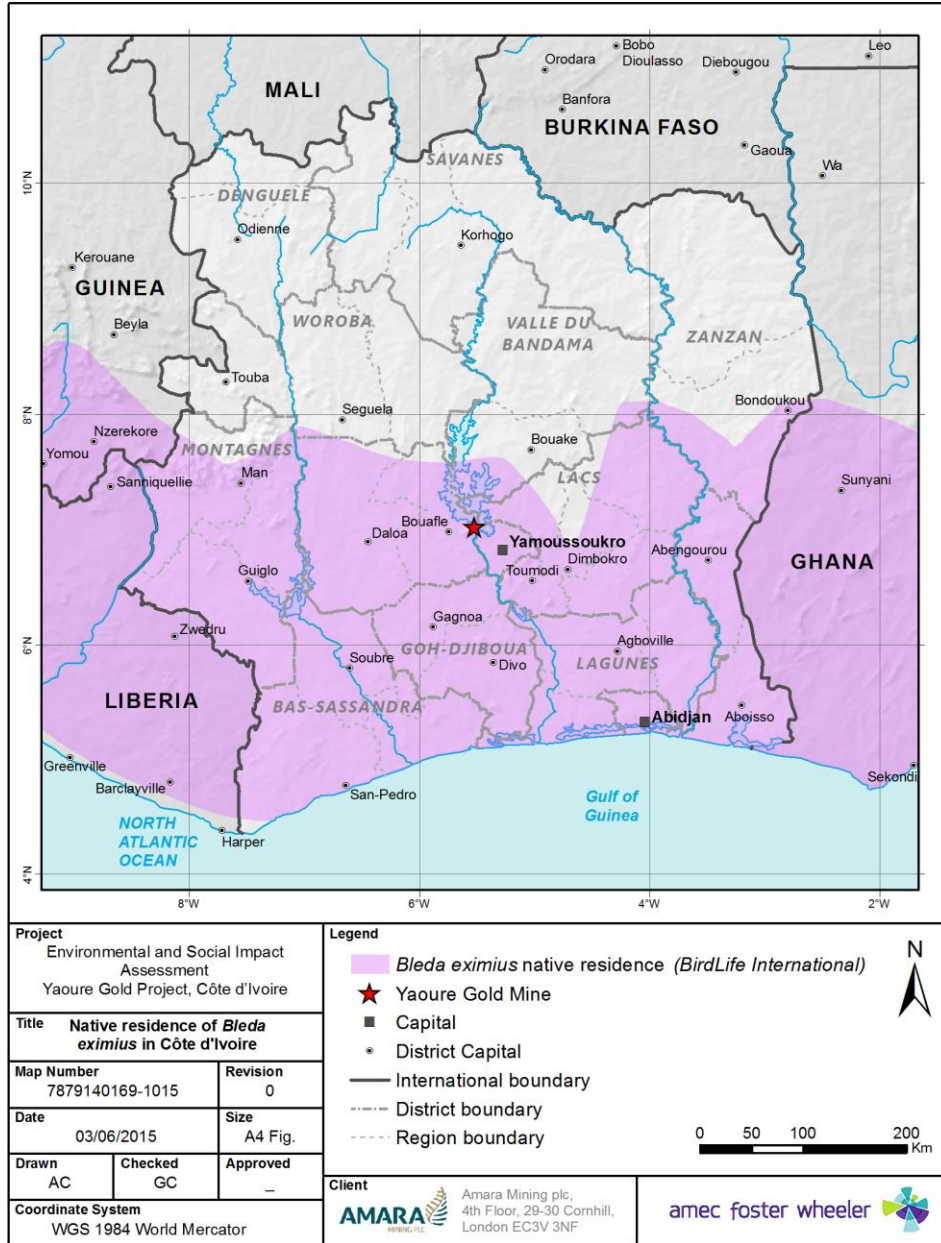 Bobo
Dioulasso
Leo
Orodara
Diebougou
MALI
Banfora
BURKINA FASO
SAVANES
Gaoua
Wa
10°N
DENGUELE
Odienne
Korhogo
Kerouane
GUINEA
Beyla
WOROBA
VALLE DU
BANDAMA
ZANZAN
Touba
8°N
Seguela
Bondoukou
Nzerekore
MONTAGNES
Bouake
Yomou
Man
LACS
Sanniquellie
Sunyani
Bouafle
Daloa
Yamoussoukro
Abengourou
Guiglo
Toumodi
Dimbokro
GHANA
Gagnoa
Zwedru
6°N
GOH-DJIBOUA
Agboville
Soubre
Divo
LAGUNES
LIBERIA
BAS-SASSANDRA
Abidjan
Aboisso
Greenville
Barclayville
San-Pedro
Sekondi
Gulf of
Guinea
NORTH
ATLANTIC
OCEAN
Harper
4°N
8°W
6°W
4°W
2°W
Project
Environmental and Social Impact
Assessment
Yaoure Gold Project, Côte d'Ivoire
Title Native residence of Bleda
eximius in Côte d'Ivoire
Map Number
7879140169-1015
Revision
0
Date
03/06/2015
Size
A4 Fig.
Drawn
AC
Checked
GC
Approved
_
Coordinate System
WGS 1984 World Mercator
Legend
Bleda eximius native residence (BirdLife International)
Yaoure Gold Mine
Capital
District Capital
International boundary
District boundary
Region boundary
N
0 50 100 200
Km
Client
AMARA
MINING PLC
Amara Mining plc,
4th Floor, 29-30 Cornhill,
London EC3V 3NF
amec foster wheeler